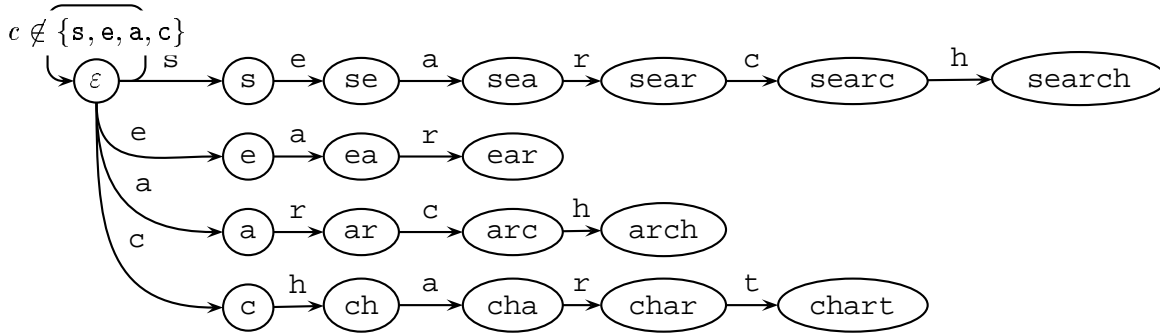 c ∉ {s, e, a, c}
s e a r c h
ε s se sea sear searc search
e a r
e ea ear
a r c h
a ar arc arch
c h a r t
c ch cha char chart